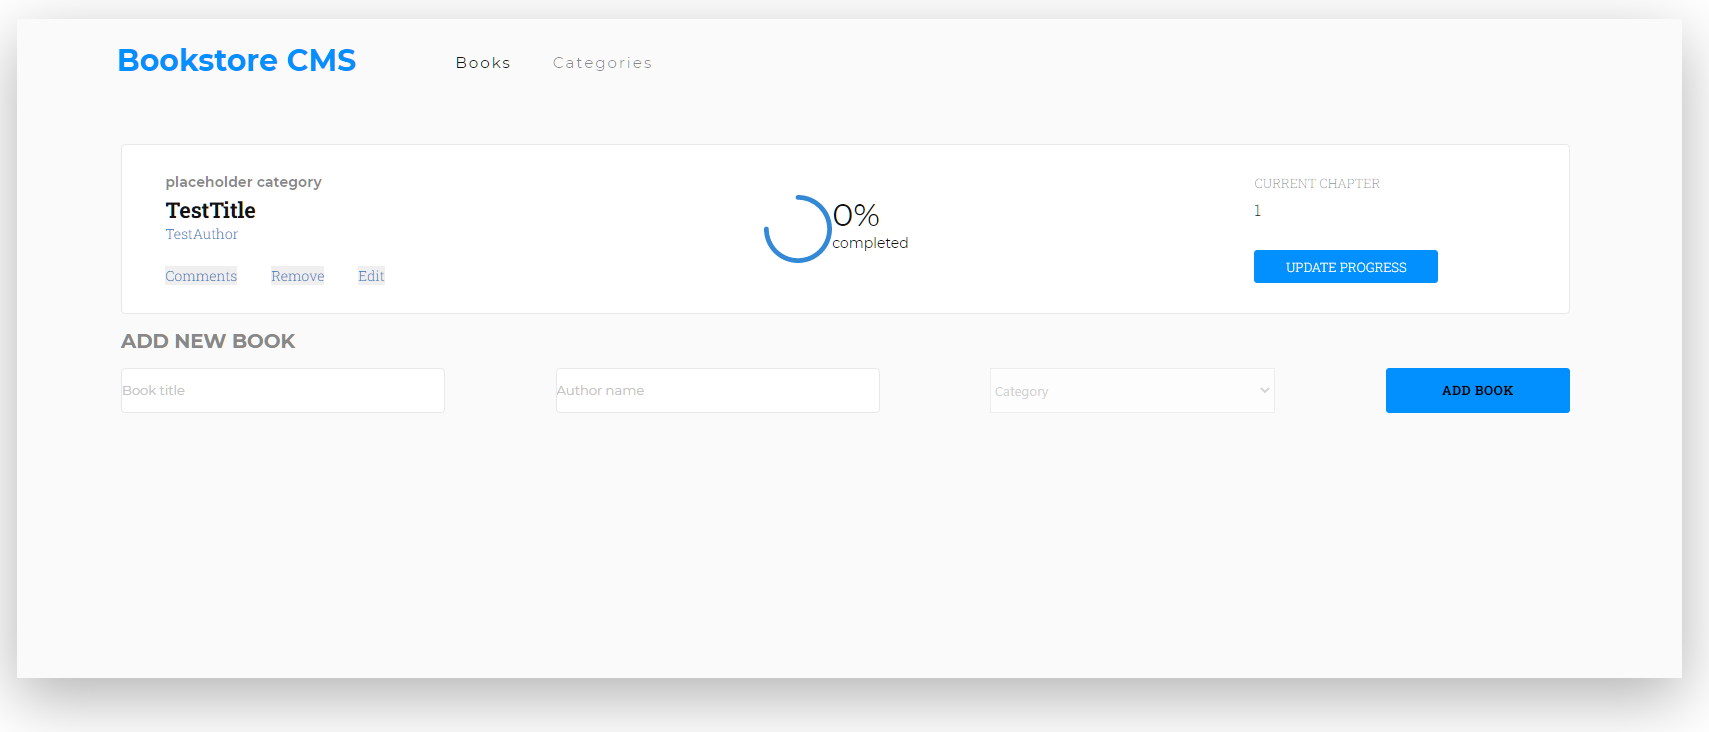 Bookstore CMS
Books
Categories
placeholder category
TestTitle
TestAuthor
Comments
Remove
Edit
0%
completed
CURRENT CHAPTER
1
UPDATE PROGRESS
ADD NEW BOOK
Book title
Author name
Category
ADD BOOK